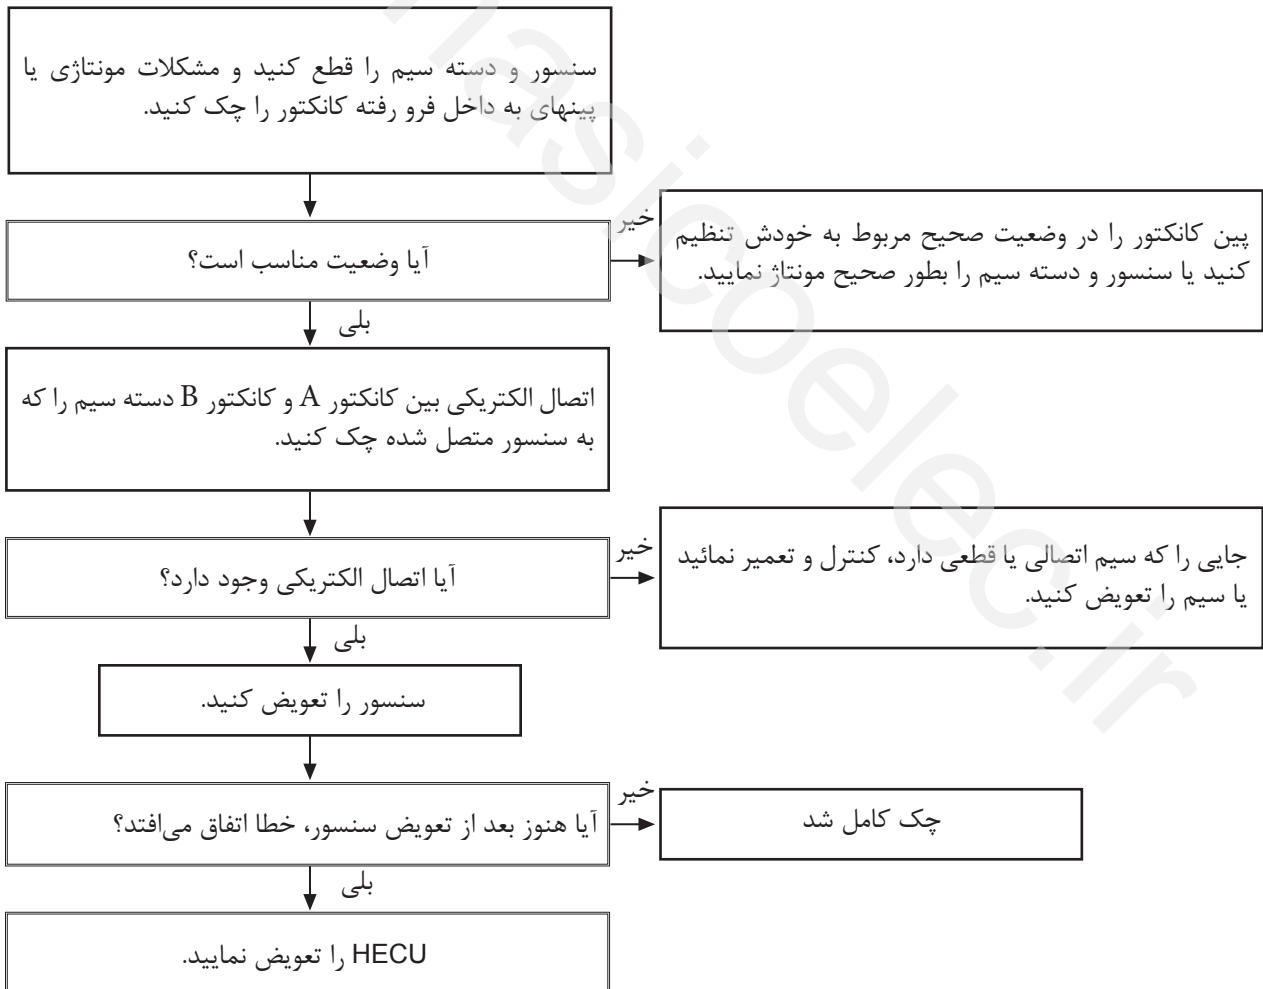 سنسور و دسته سیم را قطع کنید و مشکلات مونتاژی یا
پینهای به داخل فرو رفته کانکتور را چک کنید.
آیا وضعیت مناسب است؟
خیر
پین کانکتور را در وضعیت صحیح مربوط به خودش تنظیم
کنید یا سنسور و دسته سیم را بطور صحیح مونتاژ نمایید.
بلی
اتصال الکتریکی بین کانکتور A و کانکتور B دسته سیم را که
به سنسور متصل شده چک کنید.
آیا اتصال الکتریکی وجود دارد؟
خیر
جایی را که سیم اتصالی یا قطعی دارد، کنترل و تعمیر نمائید
یا سیم را تعویض کنید.
بلی
سنسور را تعویض کنید.
آیا هنوز بعد از تعویض سنسور، خطا اتفاق می‌افتد؟
خیر
چک کامل شد
بلی
HECU را تعویض نمایید.
nasicoelec.ir